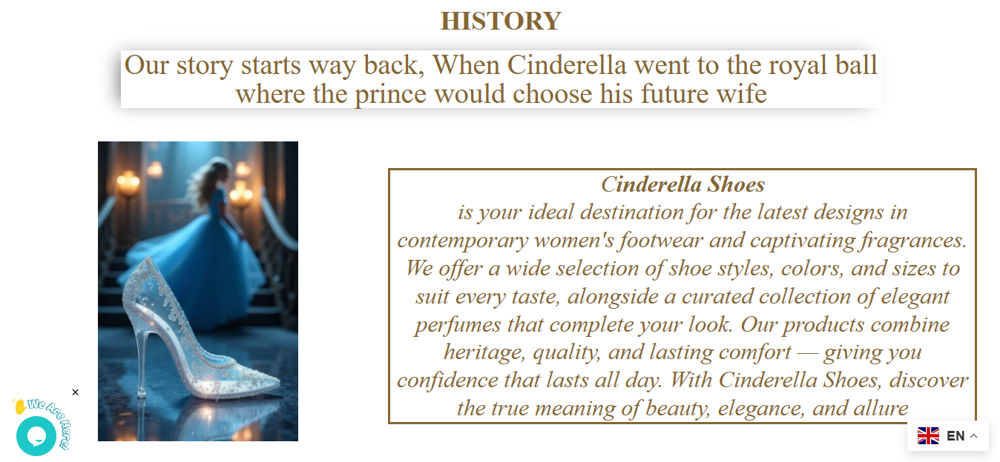 HISTORY
Our story starts way back, When Cinderella went to the royal ball
where the prince would choose his future wife
Cinderella Shoes
is your ideal destination for the latest designs in
contemporary women's footwear and captivating fragrances.
We offer a wide selection of shoe styles, colors, and sizes to
suit every taste, alongside a curated collection of elegant
perfumes that complete your look. Our products combine
heritage, quality, and lasting comfort — giving you
confidence that lasts all day. With Cinderella Shoes, discover
the true meaning of beauty, elegance, and allure
We Are Here!
EN